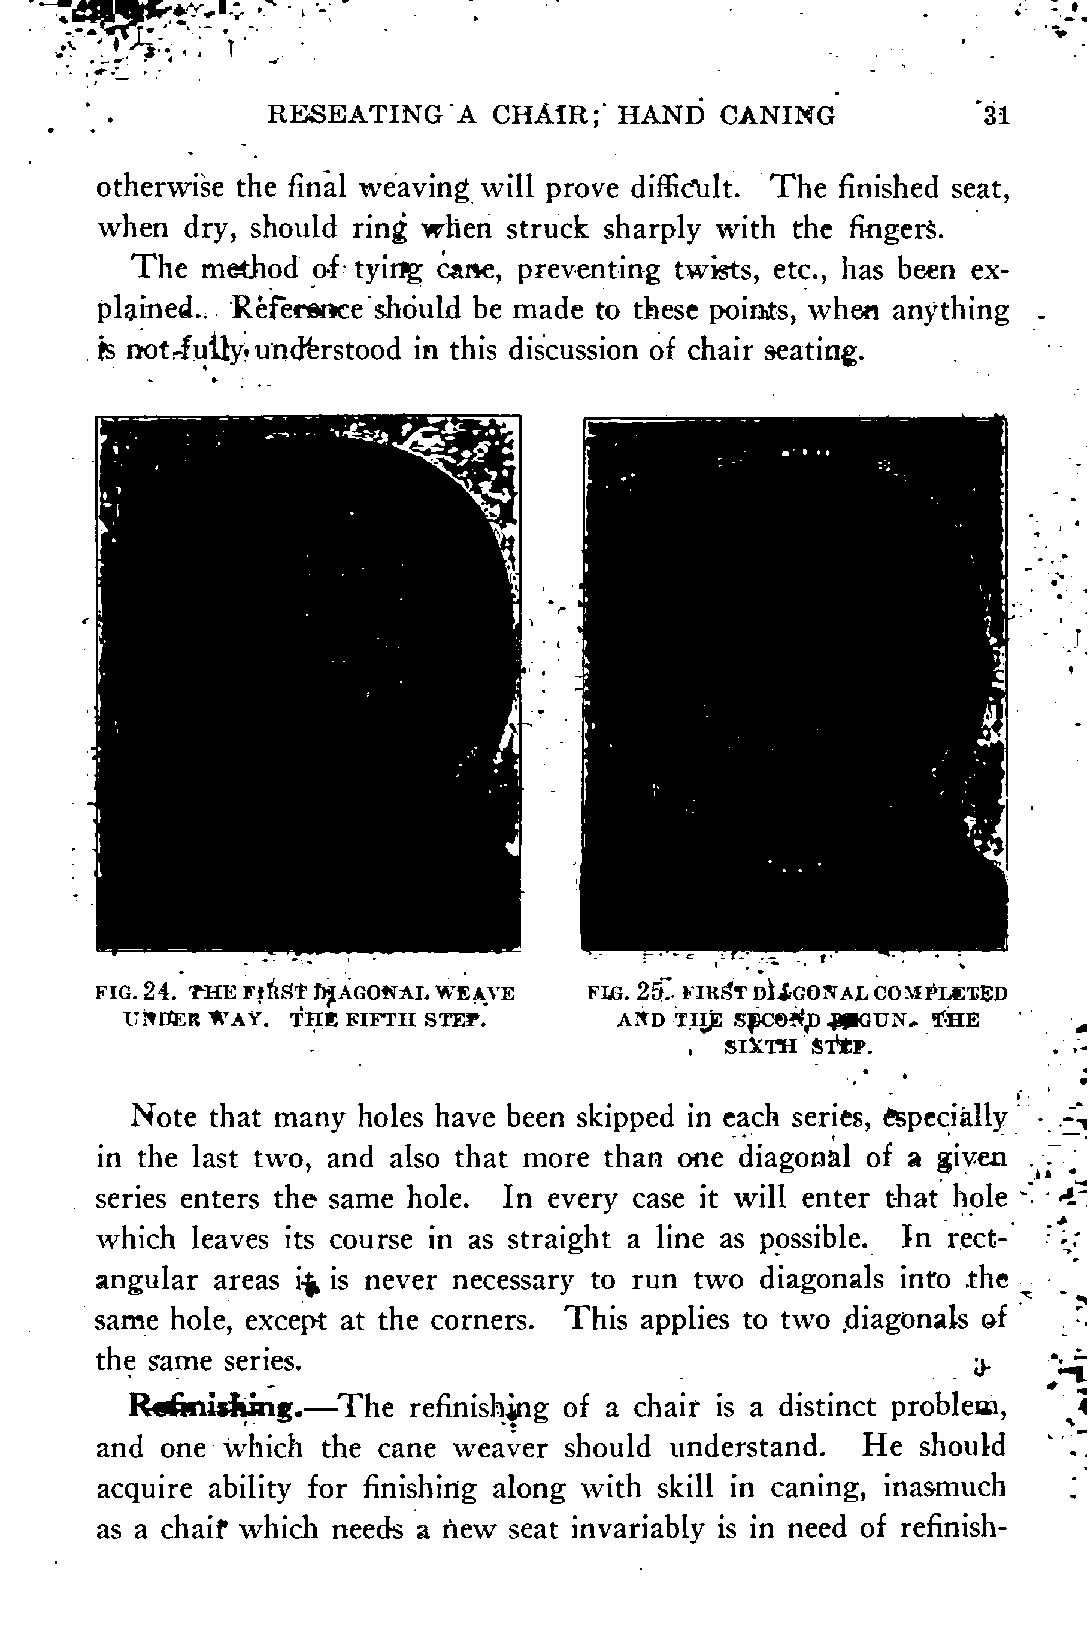 RESEATING A CHAIR; HAND CANING 31
otherwise the final weaving will prove difficult. The finished seat,
when dry, should ring when struck sharply with the fingers.
The method of tying cane, preventing twists, etc., has been ex-
plained. Reference should be made to these points, when anything
is not fully understood in this discussion of chair seating.
FIG. 24. THE FIRST DIAGONAL WEAVE
UNDER WAY. THE FIFTH STEP.
FIG. 25. FIRST DIAGONAL COMPLETED
AND THE SECOND BEGUN. THE
SIXTH STEP.
Note that many holes have been skipped in each series, especially
in the last two, and also that more than one diagonal of a given
series enters the same hole. In every case it will enter that hole
which leaves its course in as straight a line as possible. In rect-
angular areas it is never necessary to run two diagonals into the
same hole, except at the corners. This applies to two diagonals of
the same series.
Refinishing.—The refinishing of a chair is a distinct problem,
and one which the cane weaver should understand. He should
acquire ability for finishing along with skill in caning, inasmuch
as a chair which needs a new seat invariably is in need of refinish-